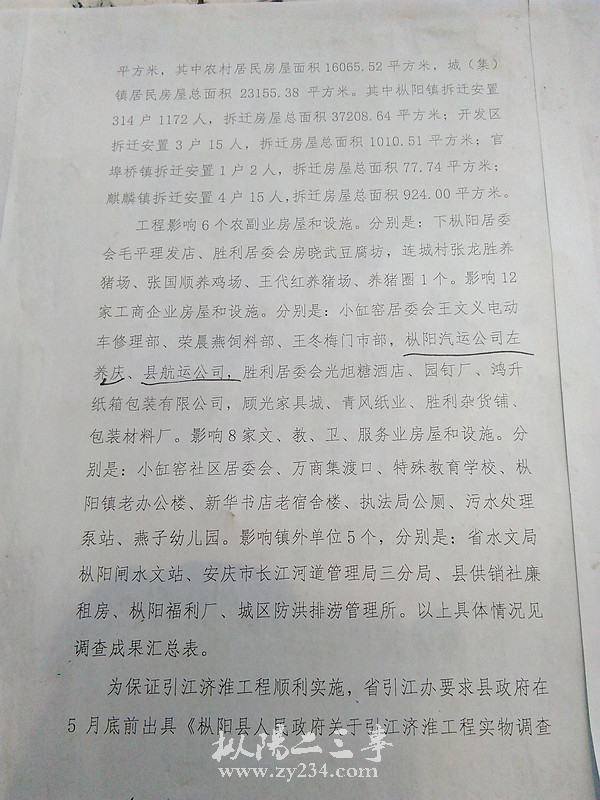 平方米，其中农村居民房屋面积 16065.52 平方米，城（集）
镇居民房屋总面积 23155.38 平方米。其中枞阳镇拆迁安置
314 户 1172 人，拆迁房屋面积 37208.64 平方米；开发区
拆迁安置 3 户 15 人，拆迁房屋总面积 1010.51 平方米；官
埠桥镇拆迁安置 1 户 2 人，拆迁房屋总面积 77.74 平方米；
麒麟镇拆迁安置 4 户 15 人,拆迁房屋总面积 924.00 平方米。
工程影响 6 个农副业房屋和设施。分别是：下枞阳居委
会毛平理发店、胜利居委会房晓武豆腐坊，连城村张龙胜养
猪场、张国顺养鸡场、王代红养猪场、养猪圈 1 个。影响 12
家工商企业房屋和设施。分别是：小缸窑居委会王文义电动
车修理部、荣晨燕饲料部、王冬梅门市部，枞阳汽运公司左
养庆、县航运公司，胜利居委会光旭糖酒店、园钉厂、鸿升
纸箱包装有限公司，顾光家具城、青风纸业、胜利杂货铺、
包装材料厂。影响 8 家文、教、卫、服务业房屋和设施。分
别是：小缸窑社区居委会、万商集渡口、特殊教育学校、枞
阳镇老办公楼、新华书店老宿舍楼、执法局公厕、污水处理
泵站、燕子幼儿园。影响镇外单位 5 个，分别是：省水文局
枞阳闸水文站、安庆市长江河道管理局三分局、县供销社廉
租房、枞阳福利厂、城区防洪排涝管理所。以上具体情况见
调查成果汇总表。
为保证引江济淮工程顺利实施，省引江办要求县政府在
5 月底前出具《枞阳县人民政府关于引江济淮工程实物调查
枞阳二三事
www.zy234.com